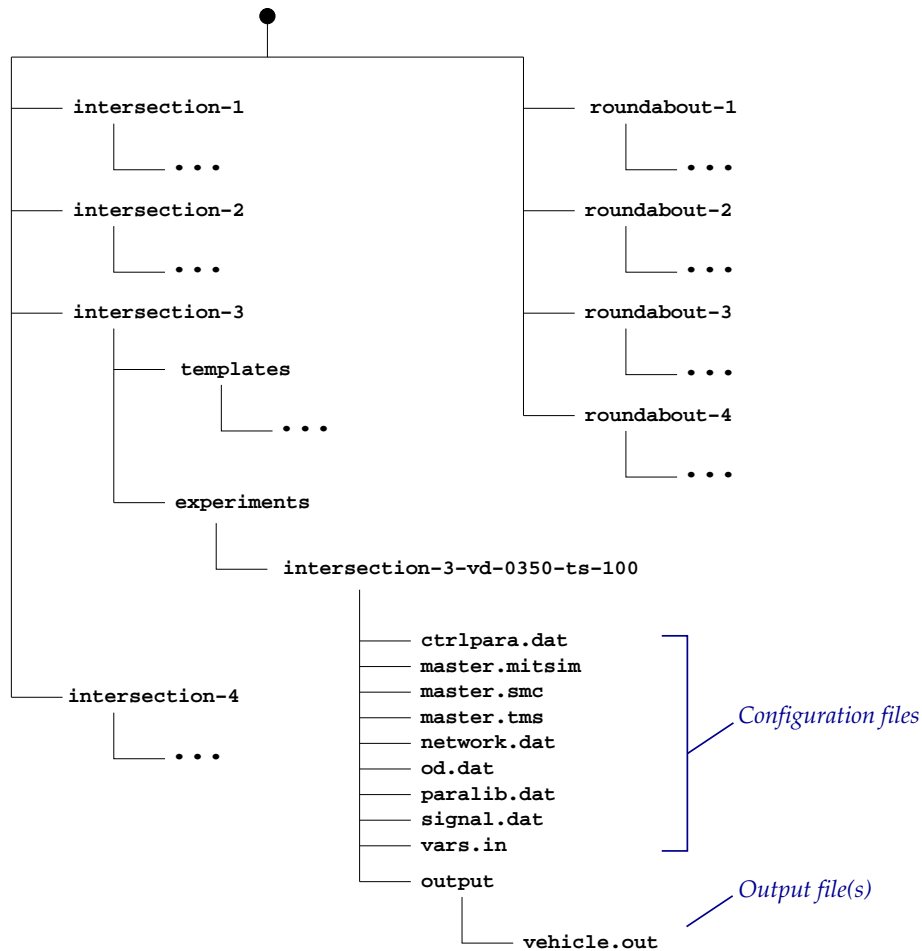 intersection-1
...
intersection-2
...
intersection-3
templates
...
experiments
intersection-3-vd-0350-ts-100
ctrlpara.dat
master.mitsim
master.smc
master.tms
network.dat
od.dat
paralib.dat
signal.dat
vars.in
output
vehicle.out
intersection-4
...
roundabout-1
...
roundabout-2
...
roundabout-3
...
roundabout-4
...
Configuration files
Output file(s)